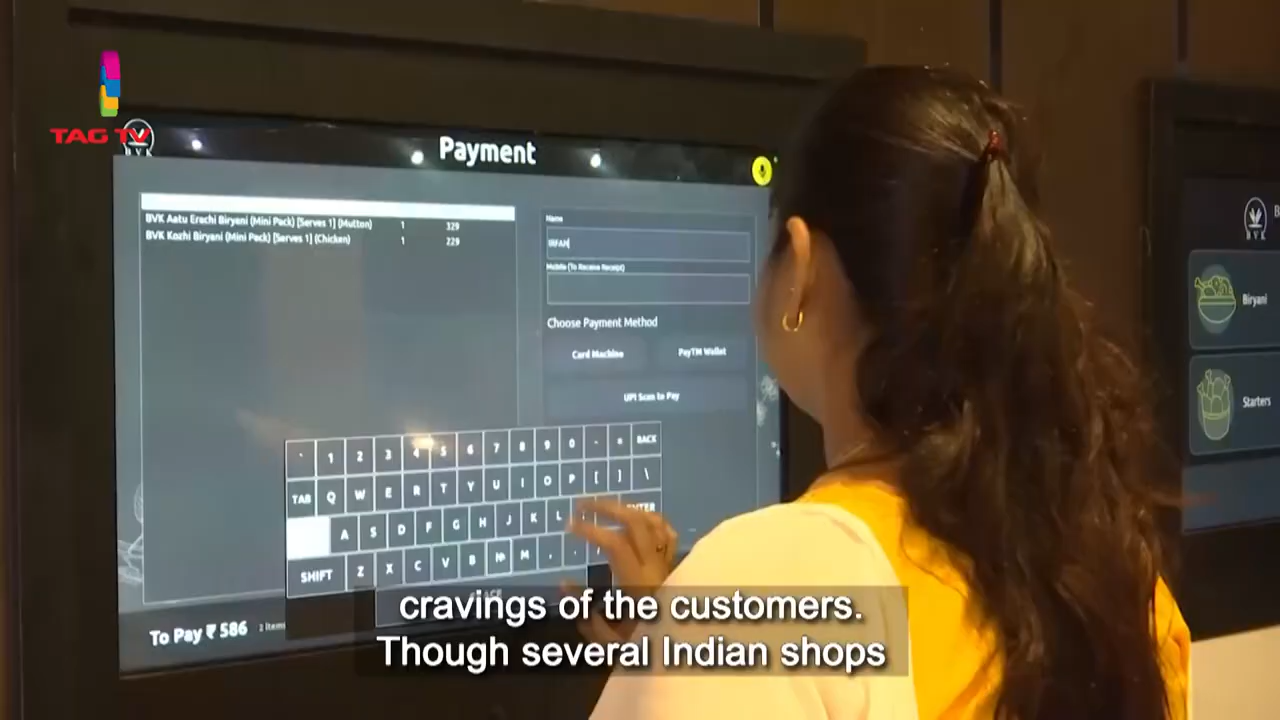 TAG TV
BVK
Payment
BVK Aatu Erachi Biryani (Mini Pack) [Serves 1] (Mutton) 1 329
BVK Kozhi Biryani (Mini Pack) [Serves 1] (Chicken) 1 229
Name
IRFAN
Mobile (To Receive Receipt)
Choose Payment Method
Card Machine PayTM Wallet
UPI Scan to Pay
` 1 2 3 4 5 6 7 8 9 0 - = BACK
TAB Q W E R T Y U I O P [ ] \
A S D F G H J K L ; ENTER
SHIFT Z X C V B N M , . /
To Pay ₹ 586 2 items
BVK
Biryani
Starters
cravings of the customers.
Though several Indian shops